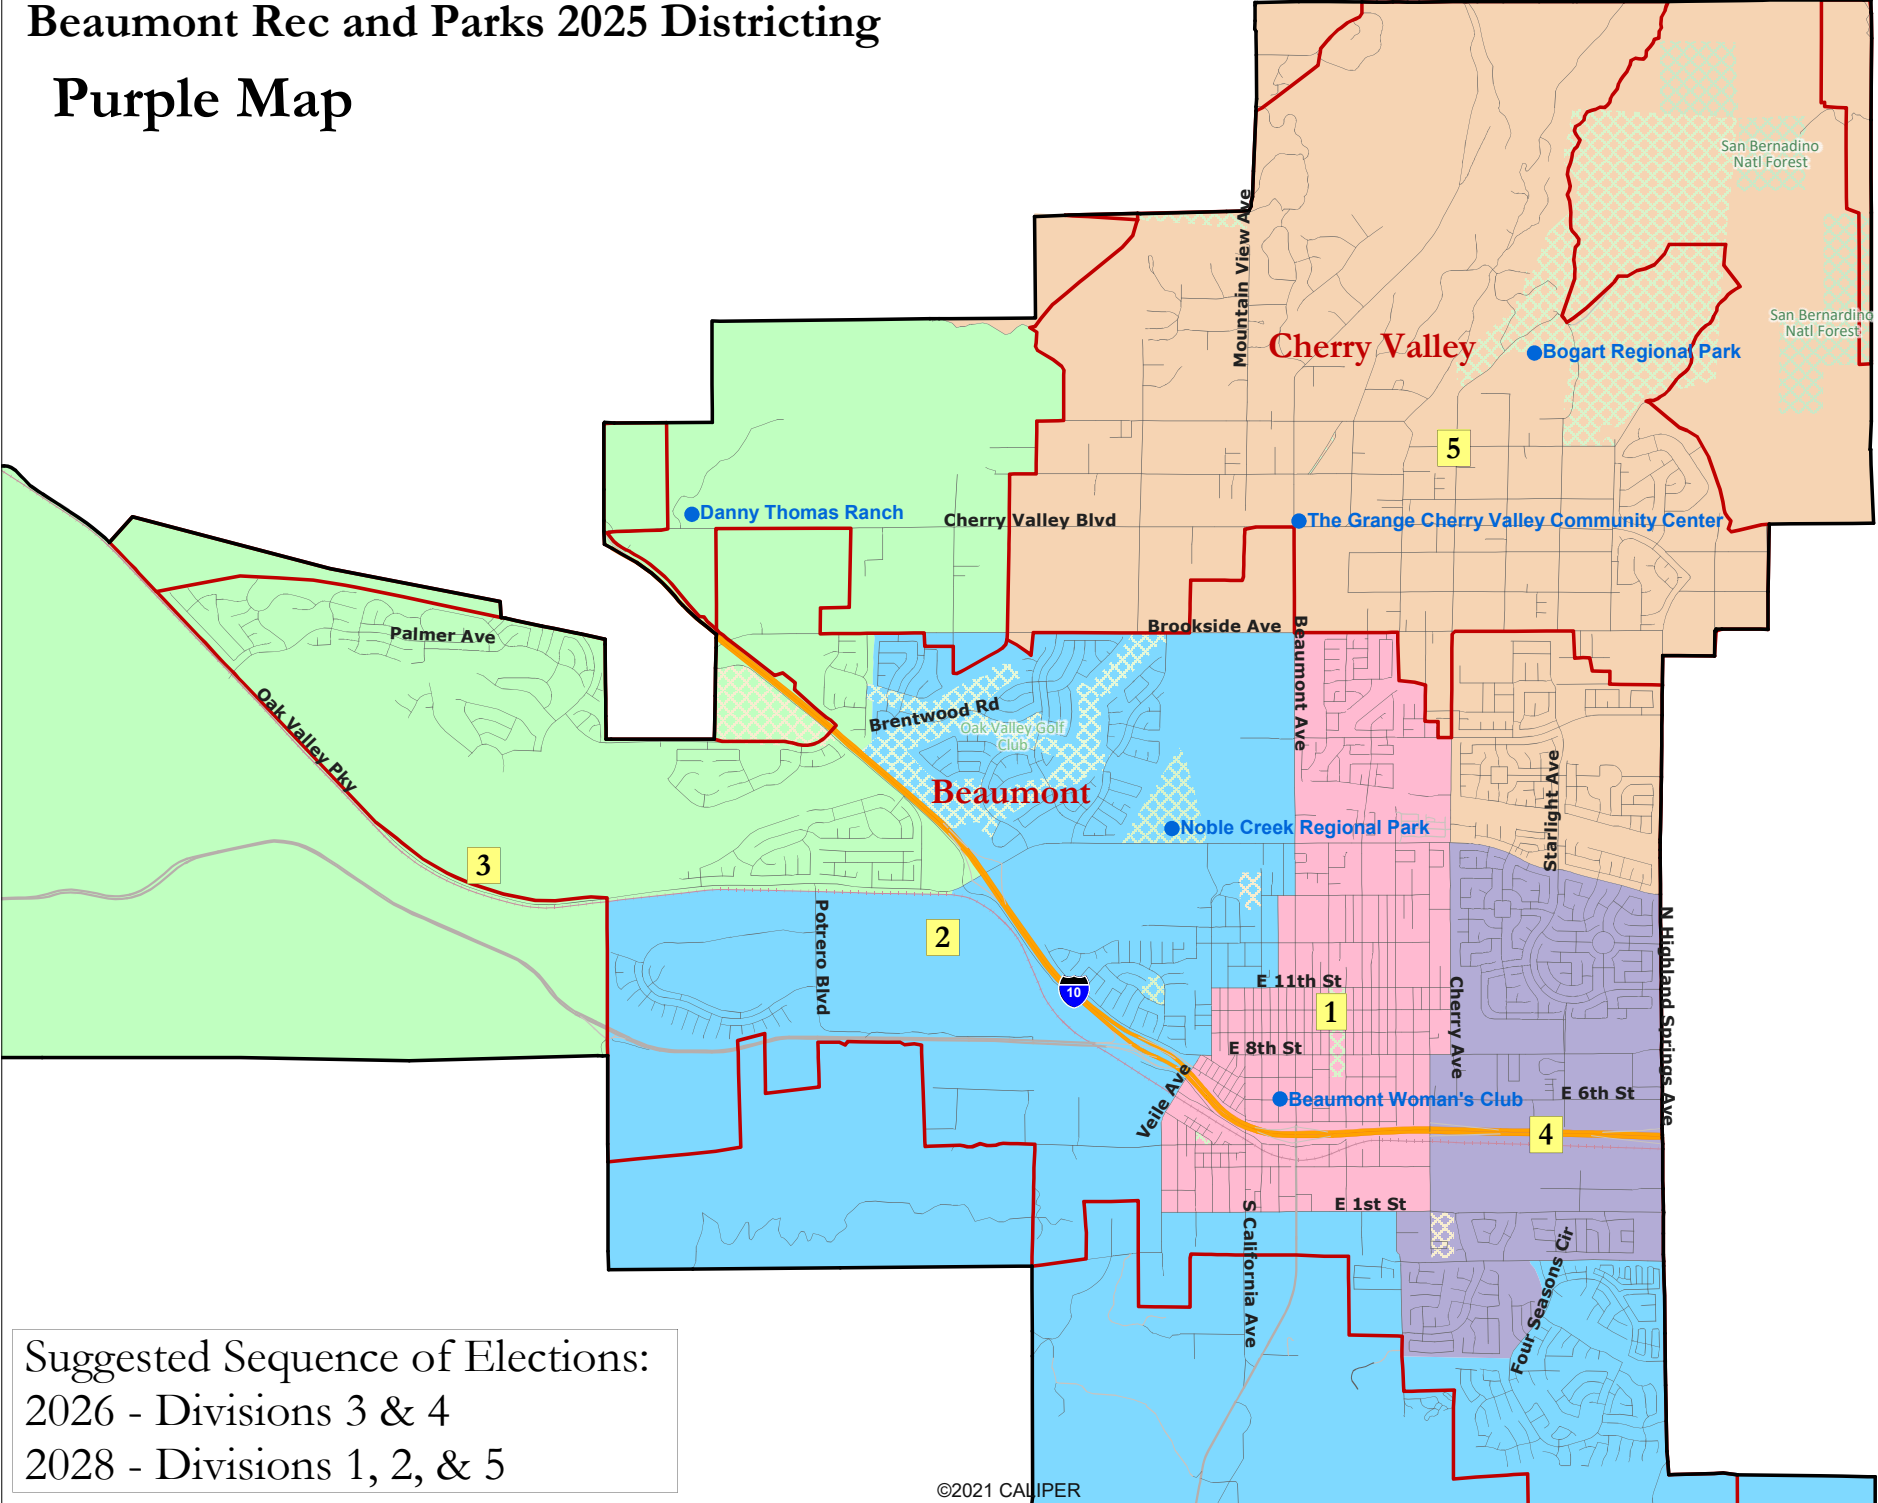 Beaumont Rec and Parks 2025 Districting
Purple Map
San Bernadino
Natl Forest
Mountain View Ave
San Bernardino
Natl Forest
Cherry Valley
Bogart Regional Park
5
Danny Thomas Ranch
Cherry Valley Blvd
The Grange Cherry Valley Community Center
Palmer Ave
Brookside Ave
Beaumont Ave
Oak Valley Pky
Brentwood Rd
Oak Valley Golf
Club
Beaumont
Noble Creek Regional Park
Starlight Ave
3
Potrero Blvd
2
N Highland Springs Ave
10
E 11th St
1
Cherry Ave
E 8th St
Veile Ave
Beaumont Woman's Club
E 6th St
4
E 1st St
S California Ave
Four Seasons Cir
Suggested Sequence of Elections:
2026 - Divisions 3 & 4
2028 - Divisions 1, 2, & 5
©2021 CALIPER